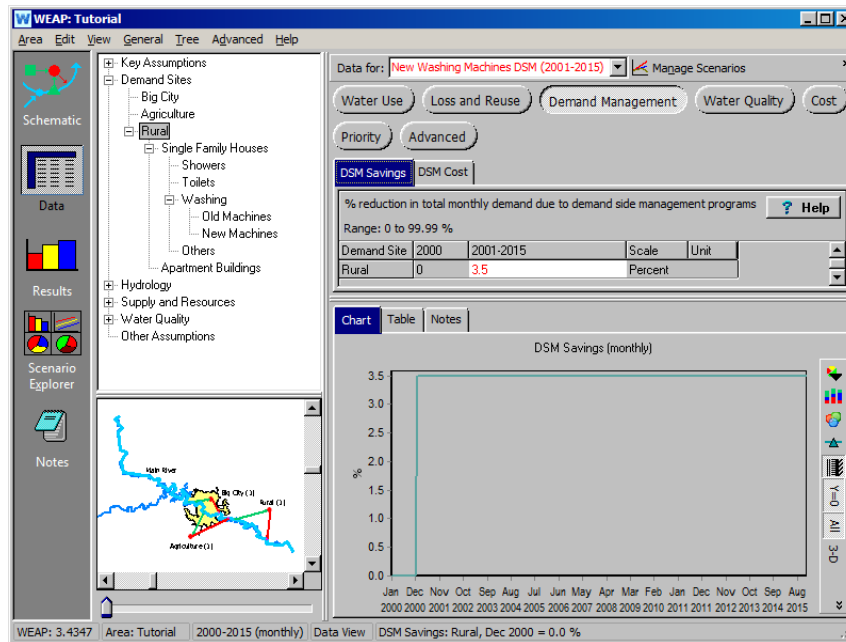 WEAP: Tutorial
Area Edit View General Tree Advanced Help
Schematic
Data
Results
Scenario
Explorer
Notes
Key Assumptions
Demand Sites
Big City
Agriculture
Rural
Single Family Houses
Showers
Toilets
Washing
Old Machines
New Machines
Others
Apartment Buildings
Hydrology
Supply and Resources
Water Quality
Other Assumptions
Main River
Big City (1)
Rural (1)
Agriculture (1)
Data for: New Washing Machines DSM (2001-2015) Manage Scenarios
Water Use Loss and Reuse Demand Management Water Quality Cost
Priority Advanced
DSM Savings DSM Cost
% reduction in total monthly demand due to demand side management programs ? Help
Range: 0 to 99.99 %
Demand Site 2000 2001-2015 Scale Unit
Rural 0 3.5 Percent
Chart Table Notes
DSM Savings (monthly)
%
3.5
3.0
2.5
2.0
1.5
1.0
0.5
0.0
Jan Dec Nov Oct Sep Aug Jul Jun May Apr Mar Feb Jan Dec Nov Oct Sep Aug
2000 2000 2001 2002 2003 2004 2005 2006 2007 2008 2009 2010 2011 2011 2012 2013 2014 2015
Y=0
All
3-D
WEAP: 3.4347 Area: Tutorial 2000-2015 (monthly) Data View DSM Savings: Rural, Dec 2000 = 0.0 %